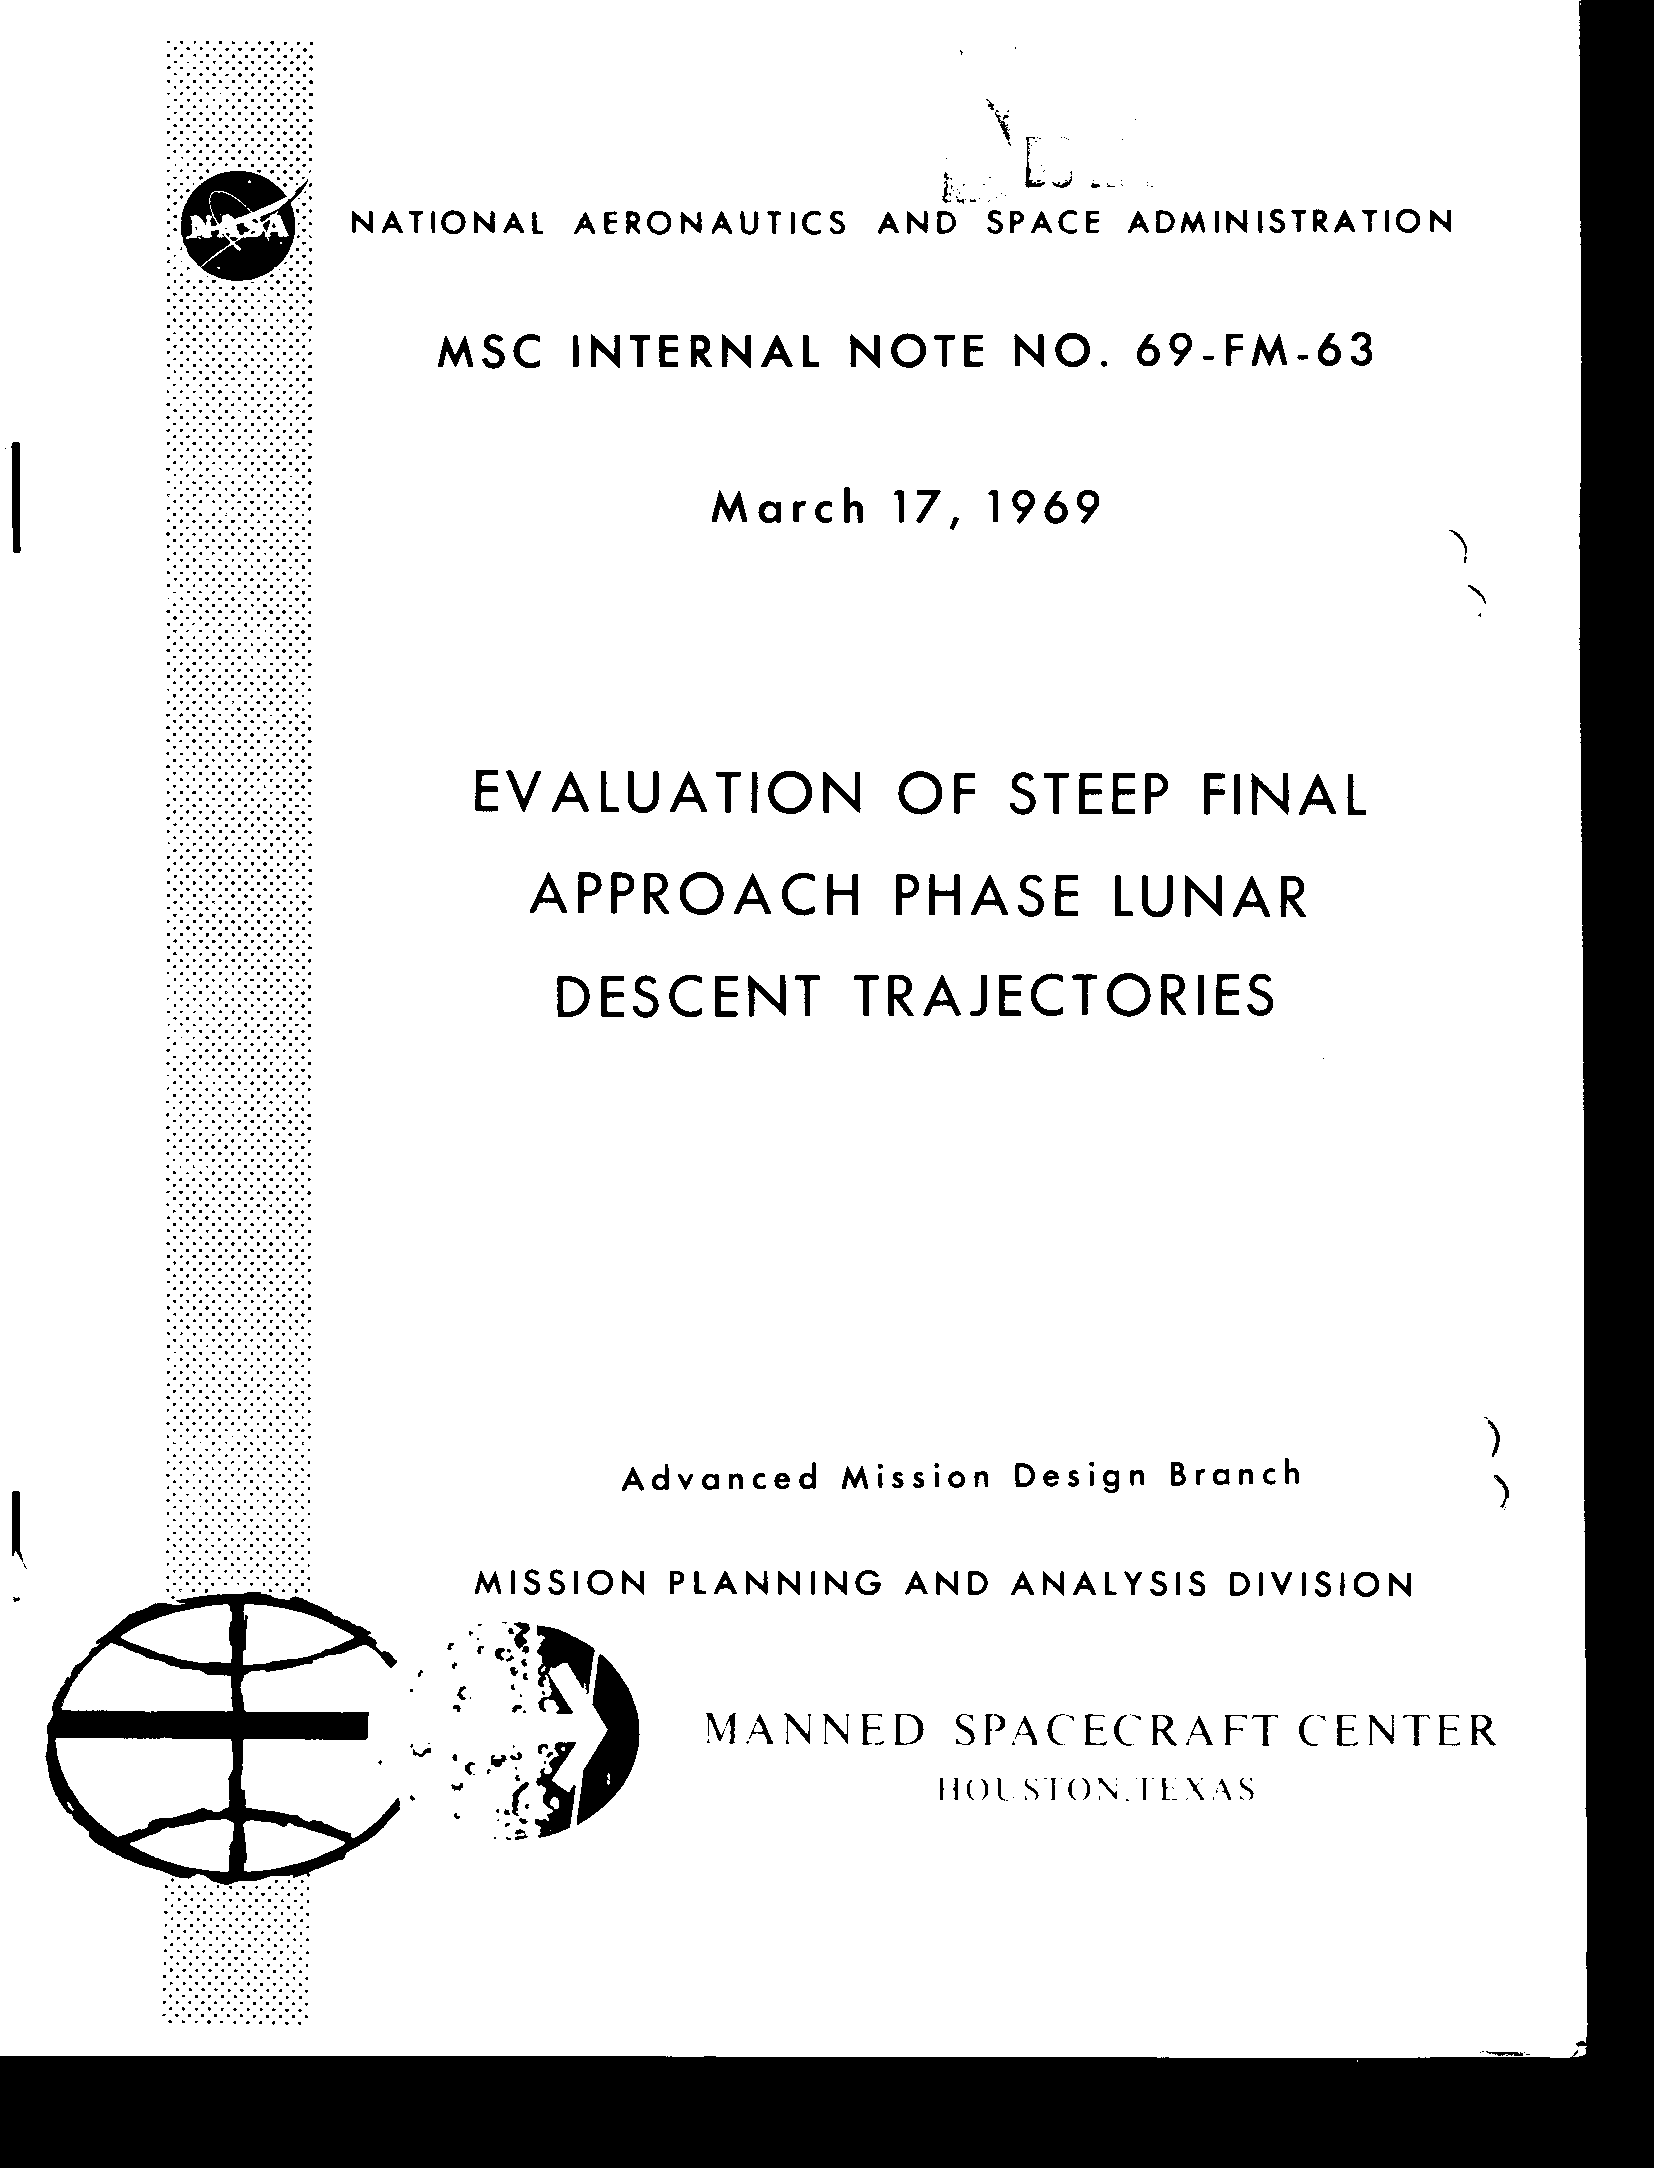 NASA
NATIONAL AERONAUTICS AND SPACE ADMINISTRATION
MSC INTERNAL NOTE NO. 69-FM-63
March 17, 1969
EVALUATION OF STEEP FINAL
APPROACH PHASE LUNAR
DESCENT TRAJECTORIES
Advanced Mission Design Branch
MISSION PLANNING AND ANALYSIS DIVISION
MANNED SPACECRAFT CENTER
HOUSTON, TEXAS